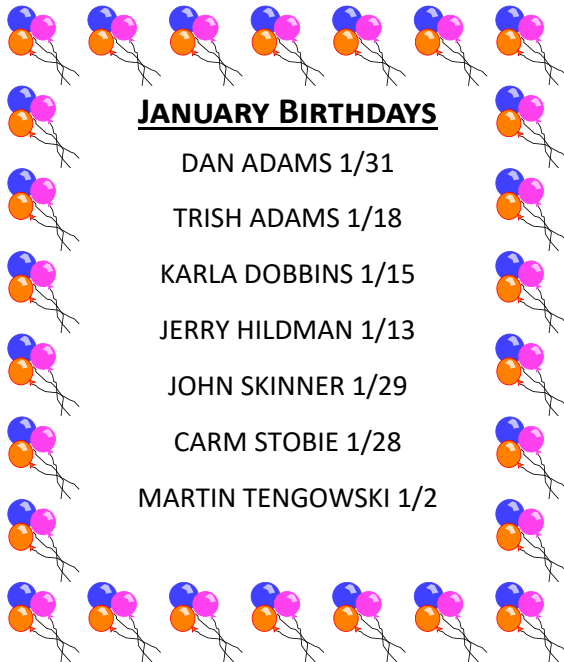 JANUARY BIRTHDAYS
DAN ADAMS 1/31
TRISH ADAMS 1/18
KARLA DOBBINS 1/15
JERRY HILDMAN 1/13
JOHN SKINNER 1/29
CARM STOBIE 1/28
MARTIN TENGOWSKI 1/2